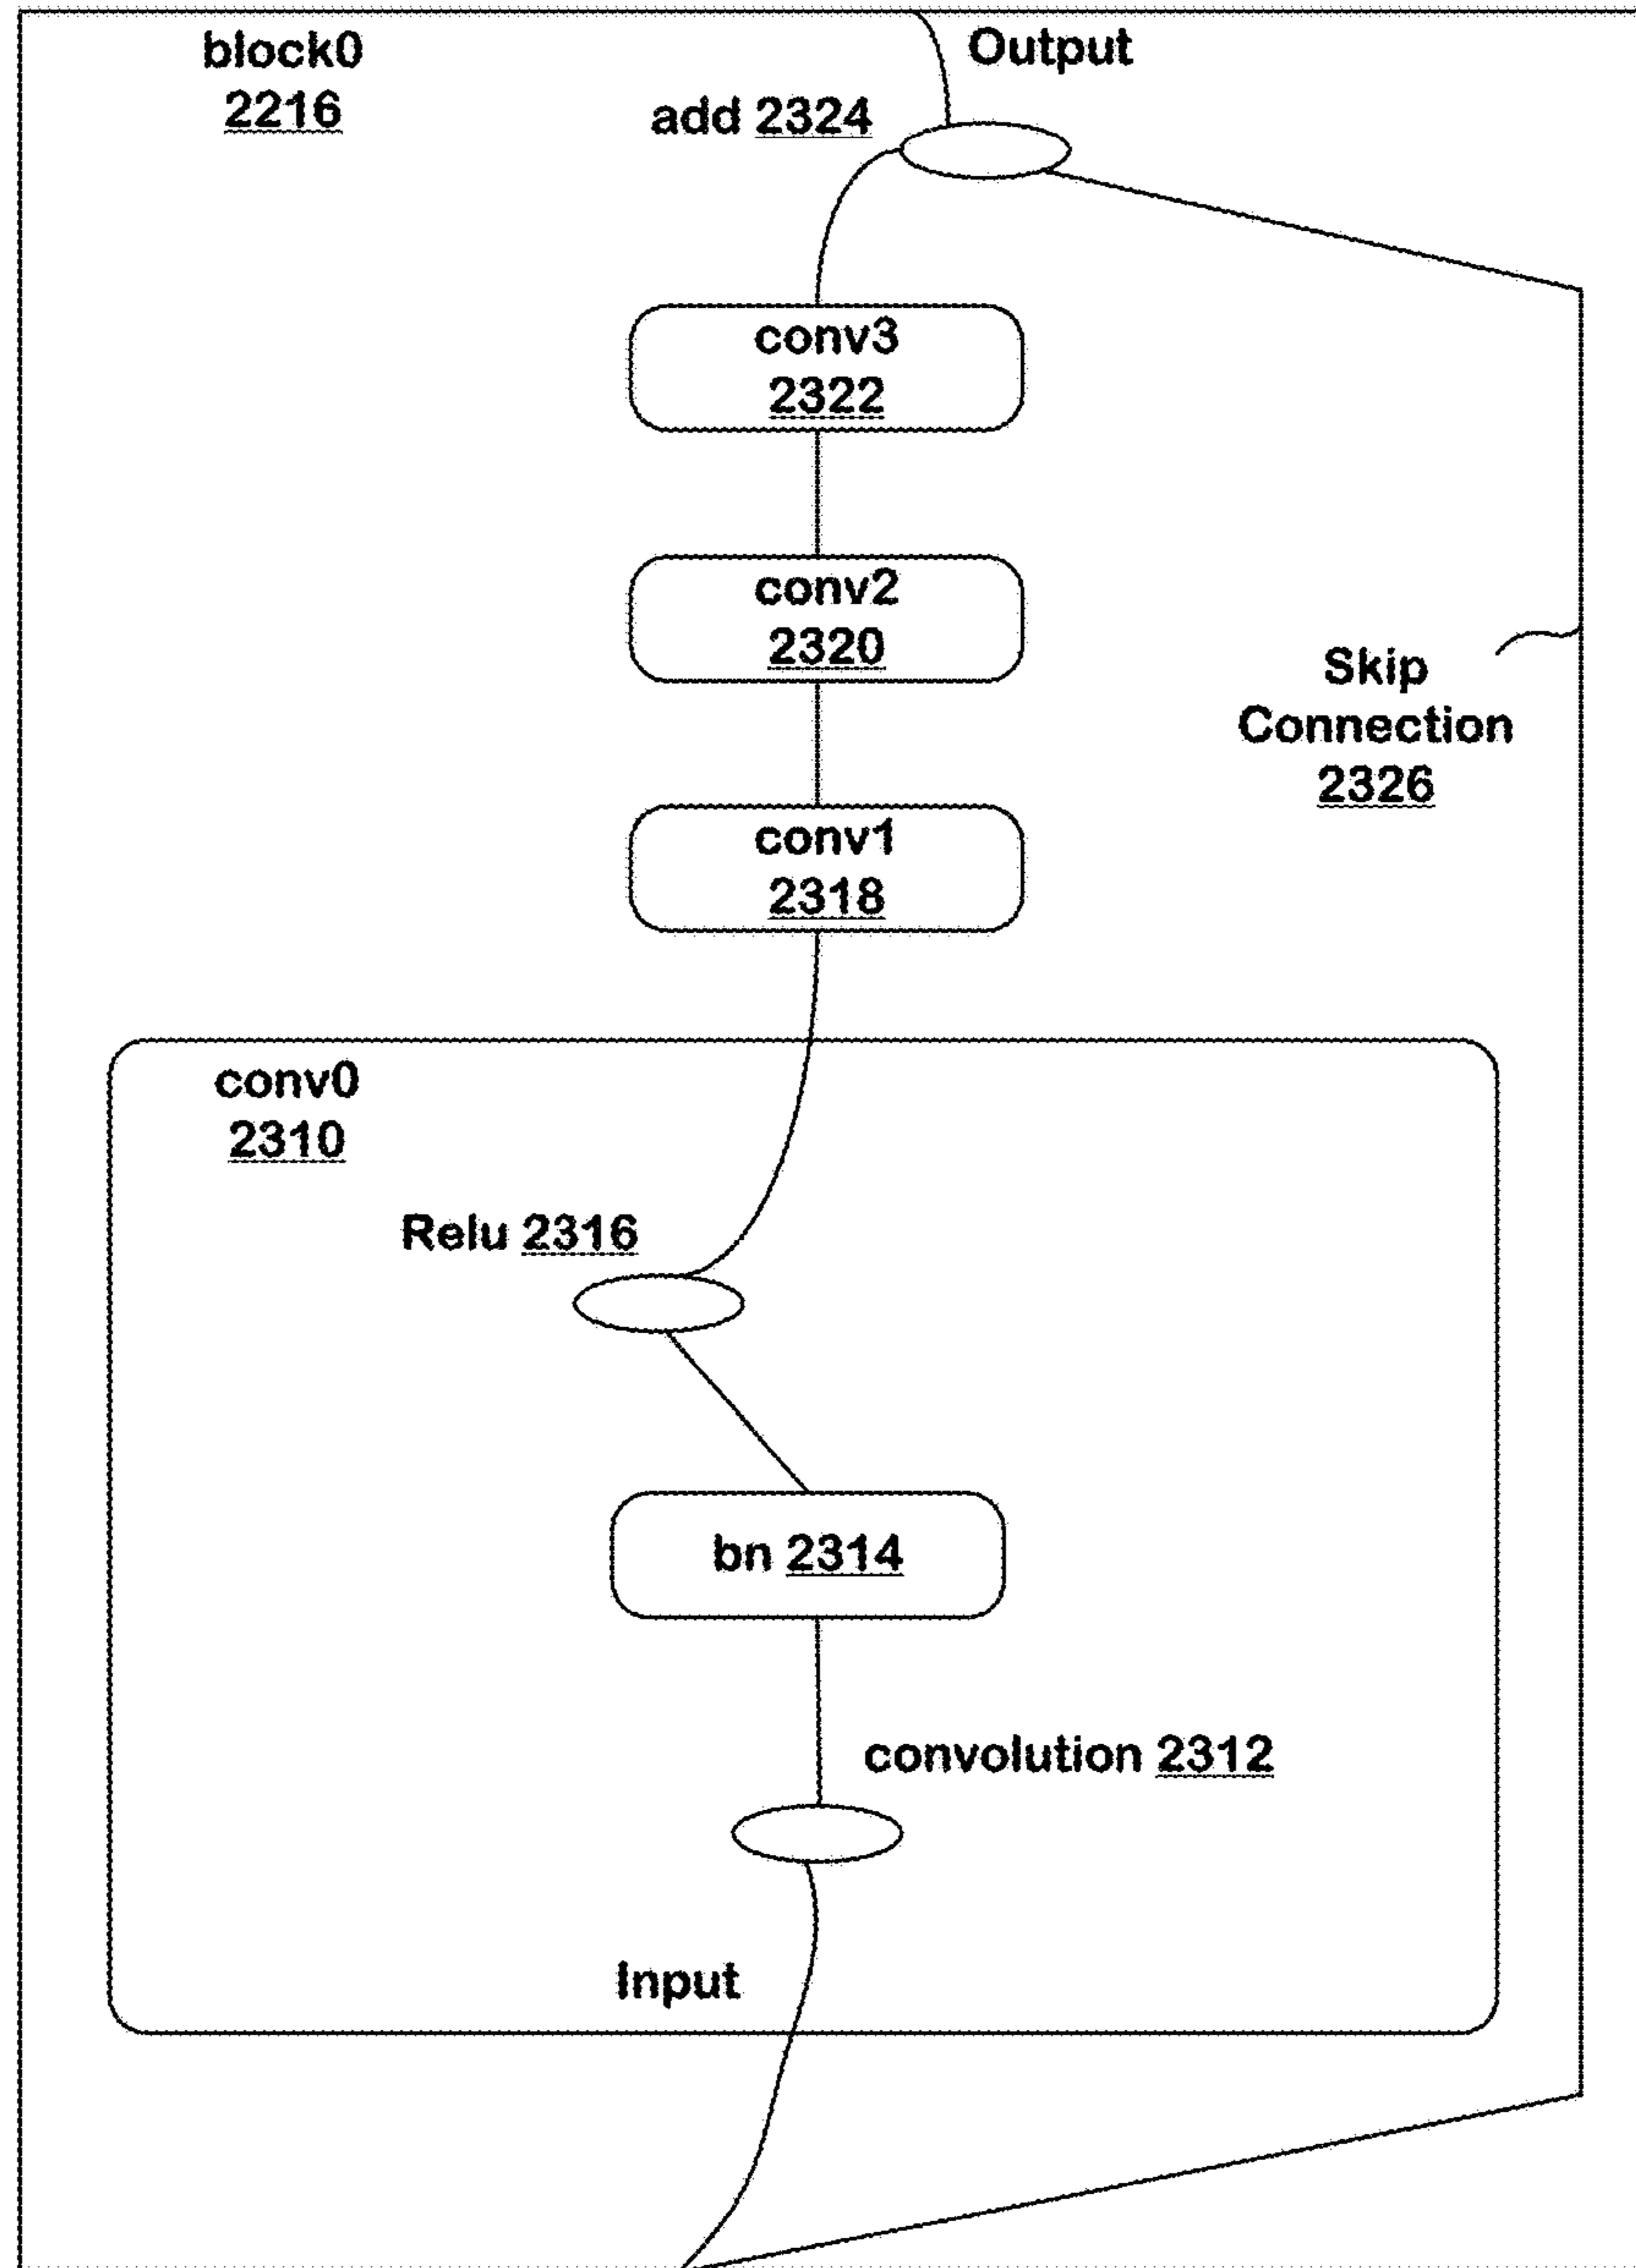 block0
2216
Output
add 2324
conv3
2322
conv2
2320
Skip
Connection
2326
conv1
2318
conv0
2310
Relu 2316
bn 2314
convolution 2312
Input